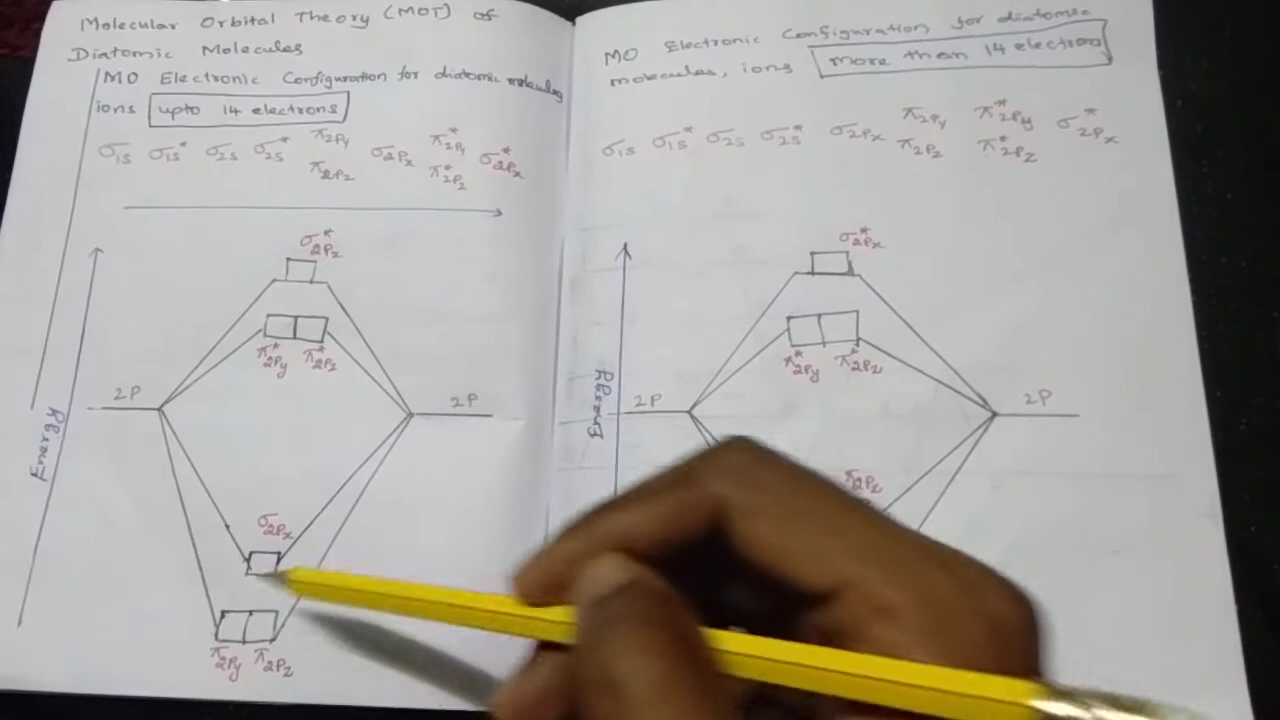 Molecular Orbital Theory (MOT) of
Diatomic Molecules
MO Electronic Configuration for diatomic molecules
ions upto 14 electrons
σ1s σ1s* σ2s σ2s* π2Py π2Pz σ2Px π*2Py π*2Pz σ*2Px
σ*2Px
π*2Py π*2Pz
2P 2P
Energy
σ2Px
π2Py π2Pz
MO Electronic Configuration for diatomic
molecules, ions more than 14 electrons
σ1s σ1s* σ2s σ2s* σ2Px π2Py π2Pz π*2Py π*2Pz σ*2Px
σ*2Px
π*2Py π*2Pz
2P 2P
Energy
π2Pz